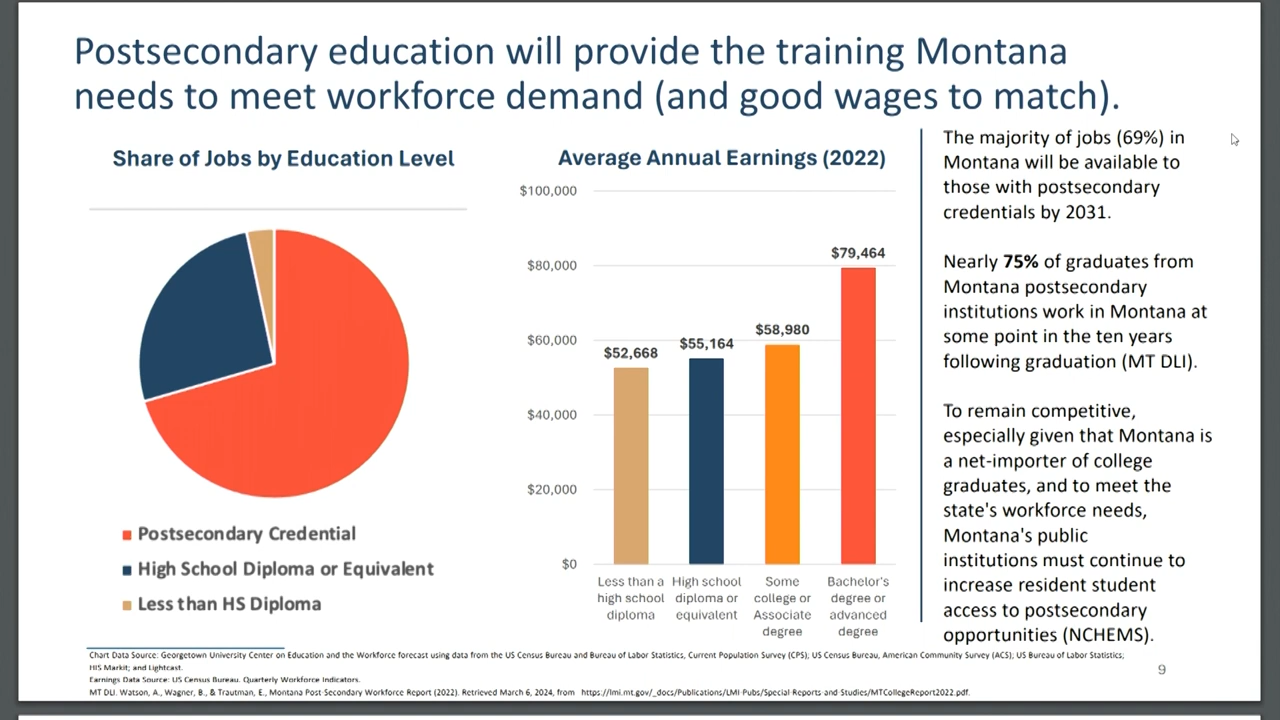 Postsecondary education will provide the training Montana
needs to meet workforce demand (and good wages to match).
Share of Jobs by Education Level
Postsecondary Credential
High School Diploma or Equivalent
Less than HS Diploma
Average Annual Earnings (2022)
$100,000
$80,000
$60,000
$40,000
$20,000
$0
$52,668
$55,164
$58,980
$79,464
Less than a
high school
diploma
High school
diploma or
equivalent
Some
college or
Associate
degree
Bachelor's
degree or
advanced
degree
The majority of jobs (69%) in
Montana will be available to
those with postsecondary
credentials by 2031.
Nearly 75% of graduates from
Montana postsecondary
institutions work in Montana at
some point in the ten years
following graduation (MT DLI).
To remain competitive,
especially given that Montana is
a net-importer of college
graduates, and to meet the
state's workforce needs,
Montana's public
institutions must continue to
increase resident student
access to postsecondary
opportunities (NCHEMS).
Chart Data Source: Georgetown University Center on Education and the Workforce forecast using data from the US Census Bureau and Bureau of Labor Statistics, Current Population Survey (CPS); US Census Bureau, American Community Survey (ACS); US Bureau of Labor Statistics;
HIS Markit; and Lightcast.
Earnings Data Source: US Census Bureau. Quarterly Workforce Indicators.
MT DLI. Watson, A., Wagner, B., & Trautman, E., Montana Post-Secondary Workforce Report (2022). Retrieved March 6, 2024, from https://lmi.mt.gov/_docs/Publications/LMI-Pubs/Special-Reports-and-Studies/MTCollegeReport2022.pdf.
9